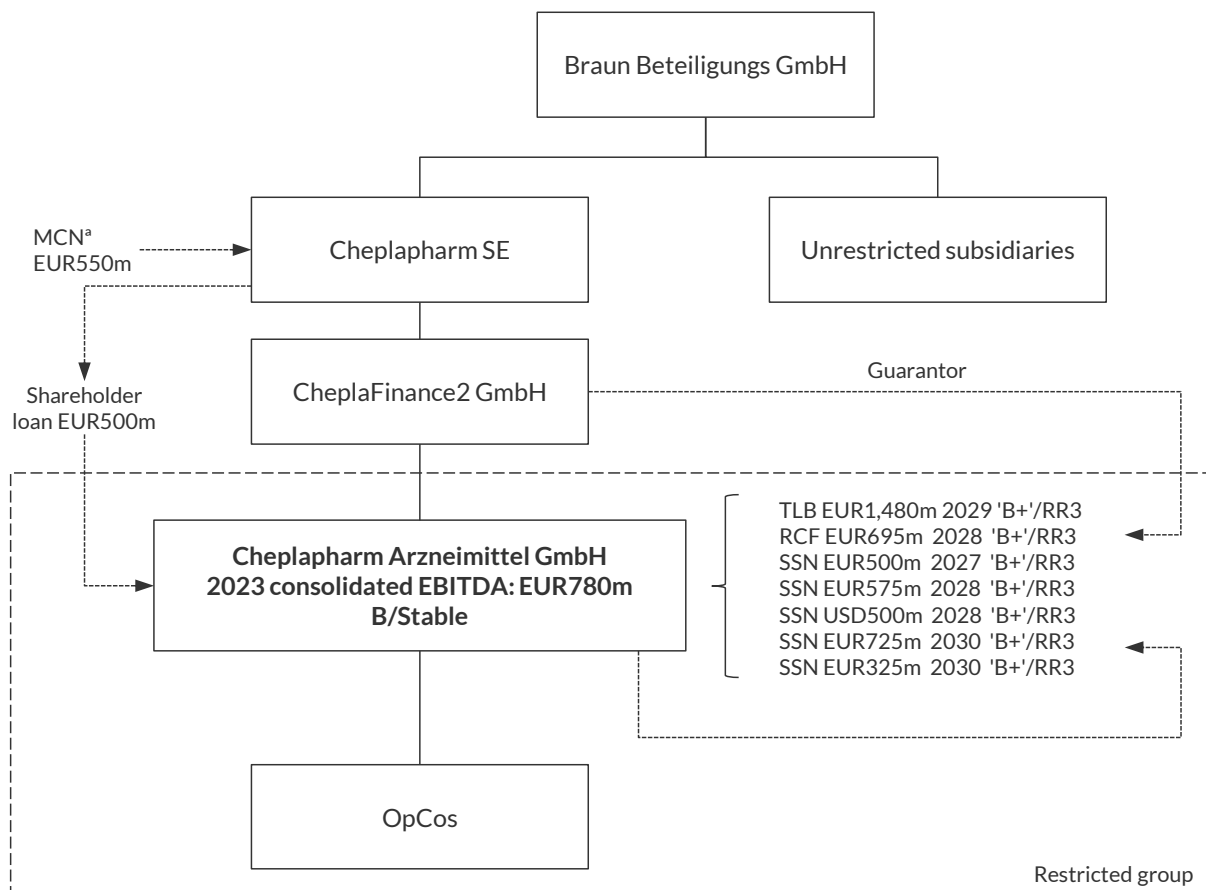 Braun Beteiligungs GmbH
Cheplapharm SE
Unrestricted subsidiaries
MCNª
EUR550m
CheplaFinance2 GmbH
Guarantor
Shareholder
loan EUR500m
Cheplapharm Arzneimittel GmbH
2023 consolidated EBITDA: EUR780m
B/Stable
TLB EUR1,480m 2029 'B+'/RR3
RCF EUR695m 2028 'B+'/RR3
SSN EUR500m 2027 'B+'/RR3
SSN EUR575m 2028 'B+'/RR3
SSN USD500m 2028 'B+'/RR3
SSN EUR725m 2030 'B+'/RR3
SSN EUR325m 2030 'B+'/RR3
OpCos
Restricted group